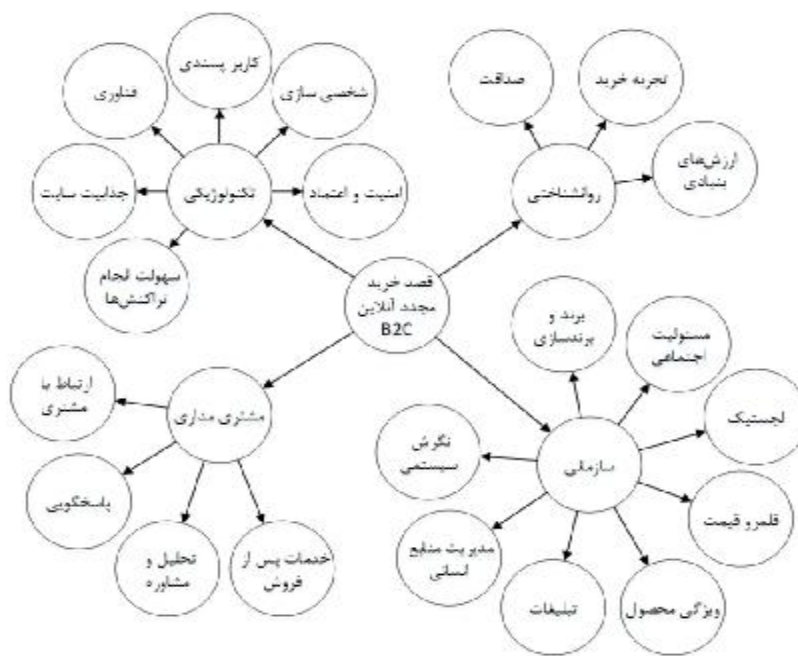 کاربر پسندی
فناوری
شخصی سازی
جذابیت سایت
تکنولوژیکی
امنیت و اعتماد
سهولت انجام
تراکنش‌ها
صداقت
تجربه خرید
روانشناختی
ارزش‌های
بنیادی
قصد خرید
مجدد آنلاین
B2C
برند و
برندسازی
مسئولیت
اجتماعی
لجستیک
نگرش
سیستمی
سازمانی
قلمرو قیمت
مدیریت منابع
انسانی
تبلیغات
ویژگی محصول
ارتباط با
مشتری
مشتری مداری
پاسخگویی
تحلیل و
مشاوره
خدمات پس از
فروش